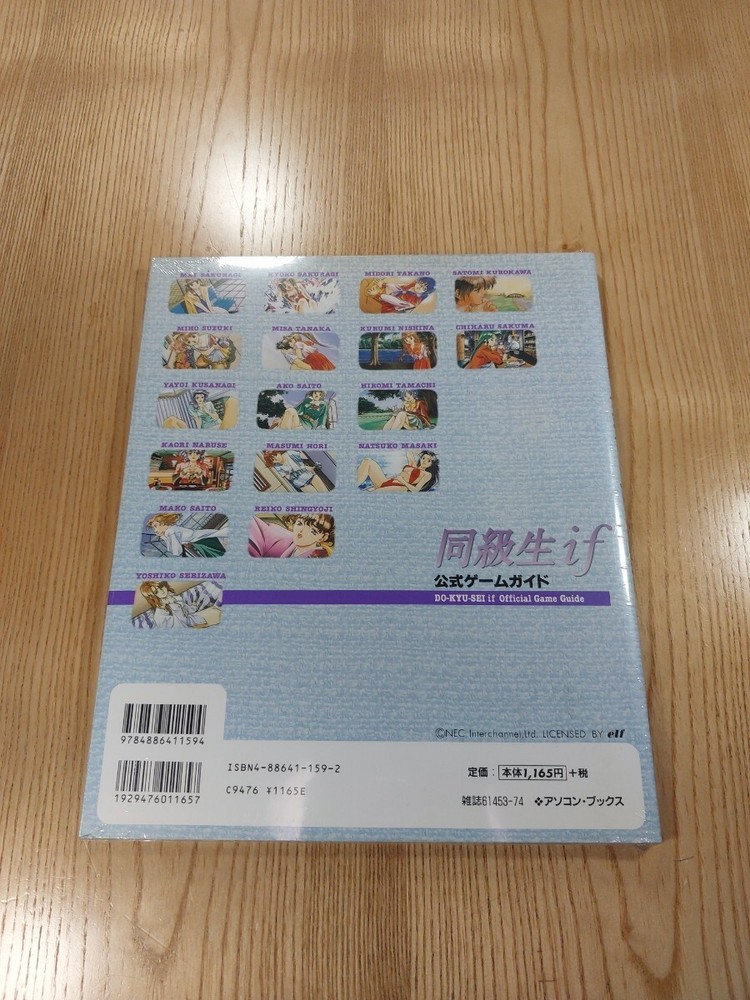 MAI SAKURAGI KYOKO SAKURAGI MIDORI TAKANO SATOMI KUROKAWA
MIHO SUZUKI MISA TANAKA KURUMI NISHINA CHIHARU SAKUMA
YAYOI KUSANAGI AKO SAITO HIROMI TAMACHI
KAORI NARUSE MASUMI HORI NATSUKO MASAKI
MAKO SAITO REIKO SHINGYOJI
同級生if
公式ゲームガイド
YOSHIKO SERIZAWA
DO-KYU-SEI if Official Game Guide
©NEC Interchannel,Ltd. LICENSED BY elf
9784886411594
ISBN4-88641-159-2
C9476 ¥1165E
1929476011657
定価：本体1,165円+税
雑誌61453-74 アソコン・ブックス